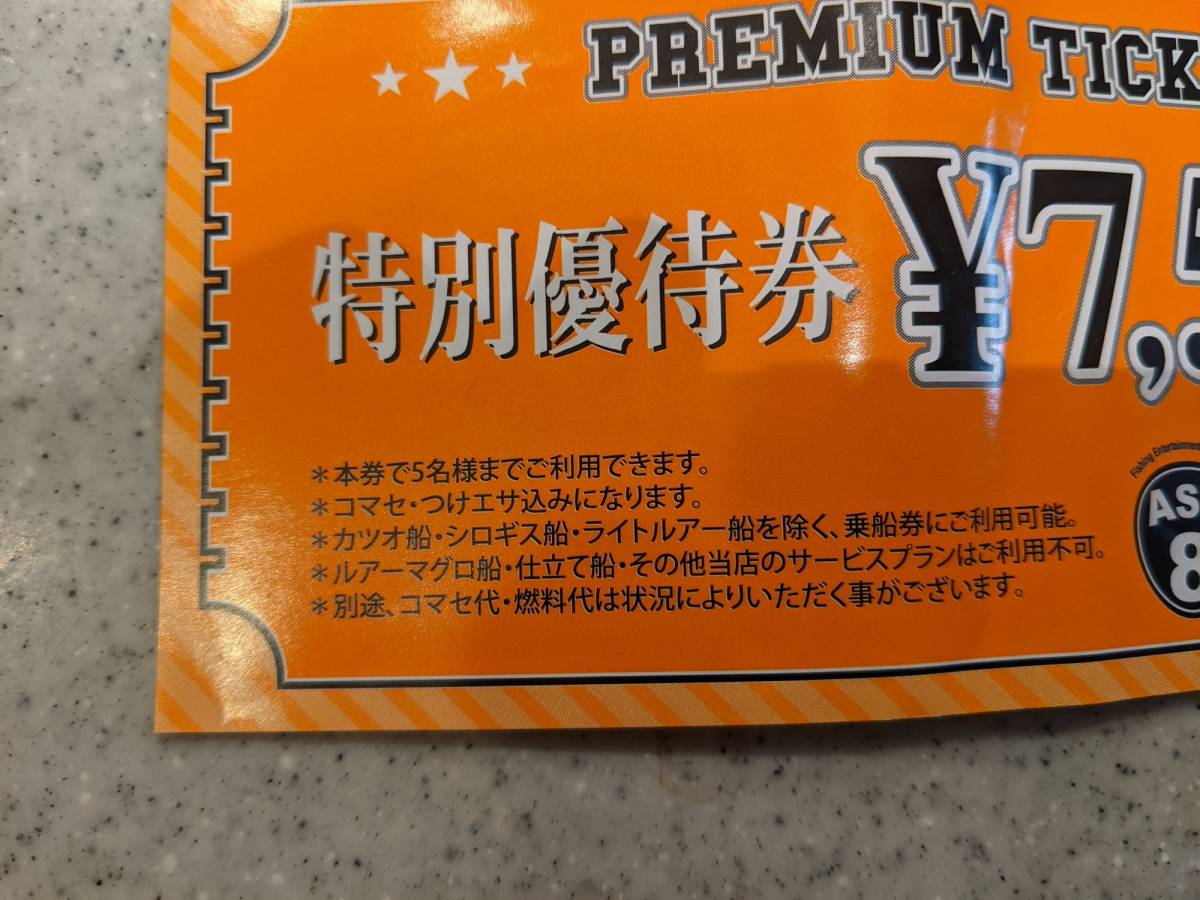 PREMIUM TICK
特別優待券 ¥7,5
＊本券で5名様までご利用できます。
＊コマセ・つけエサ込みになります。
＊カツオ船・シロギス船・ライトルアー船を除く、乗船券にご利用可能。
＊ルアーマグロ船・仕立て船・その他当店のサービスプランはご利用不可。
＊別途、コマセ代・燃料代は状況によりいただく事がございます。
Fishing Entertainment
AS
8